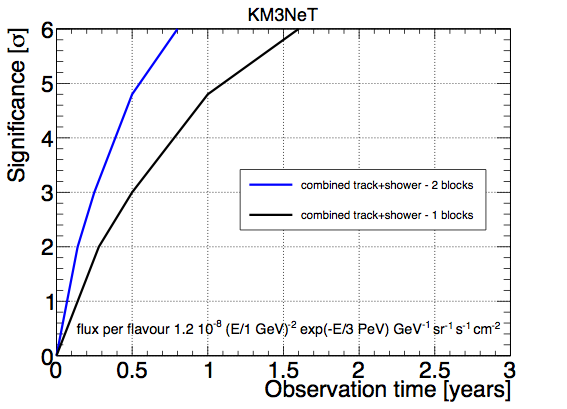 KM3NeT
Significance [σ]
6
5
4
3
2
1
0
combined track+shower - 2 blocks
combined track+shower - 1 blocks
flux per flavour 1.2 10⁻⁸ (E/1 GeV)⁻² exp(-E/3 PeV) GeV⁻¹ sr⁻¹ s⁻¹ cm⁻²
0 0.5 1 1.5 2 2.5 3
Observation time [years]